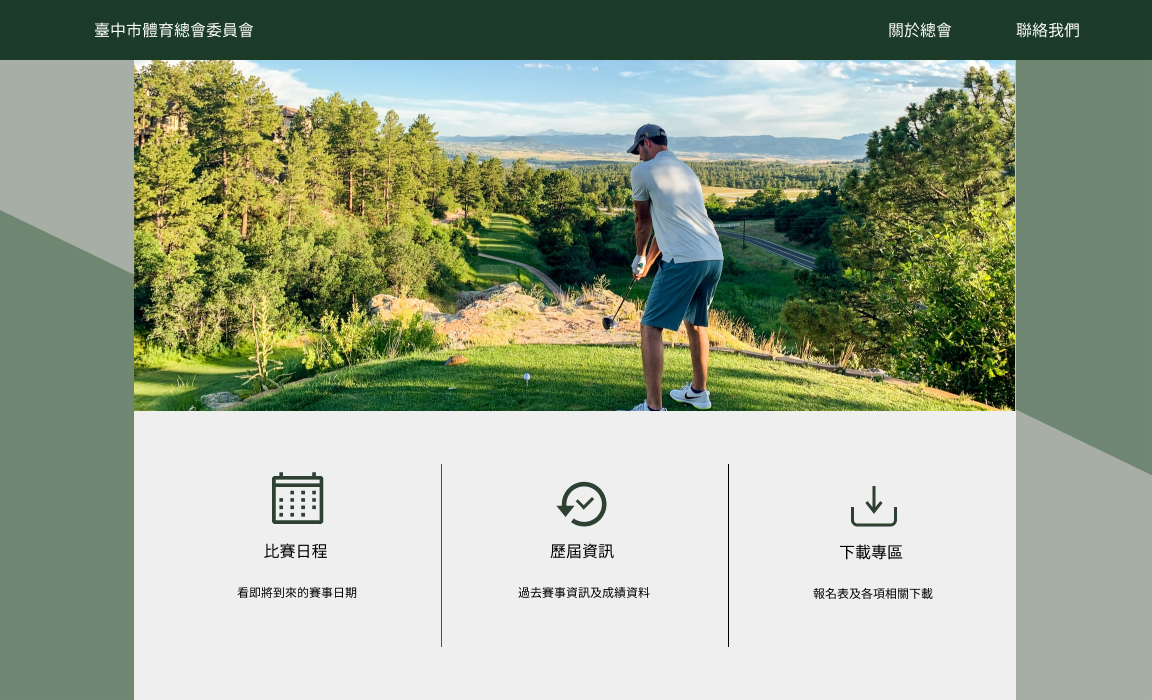 臺中市體育總會委員會
關於總會
聯絡我們
比賽日程
看即將到來的賽事日期
歷屆資訊
過去賽事資訊及成績資料
下載專區
報名表及各項相關下載